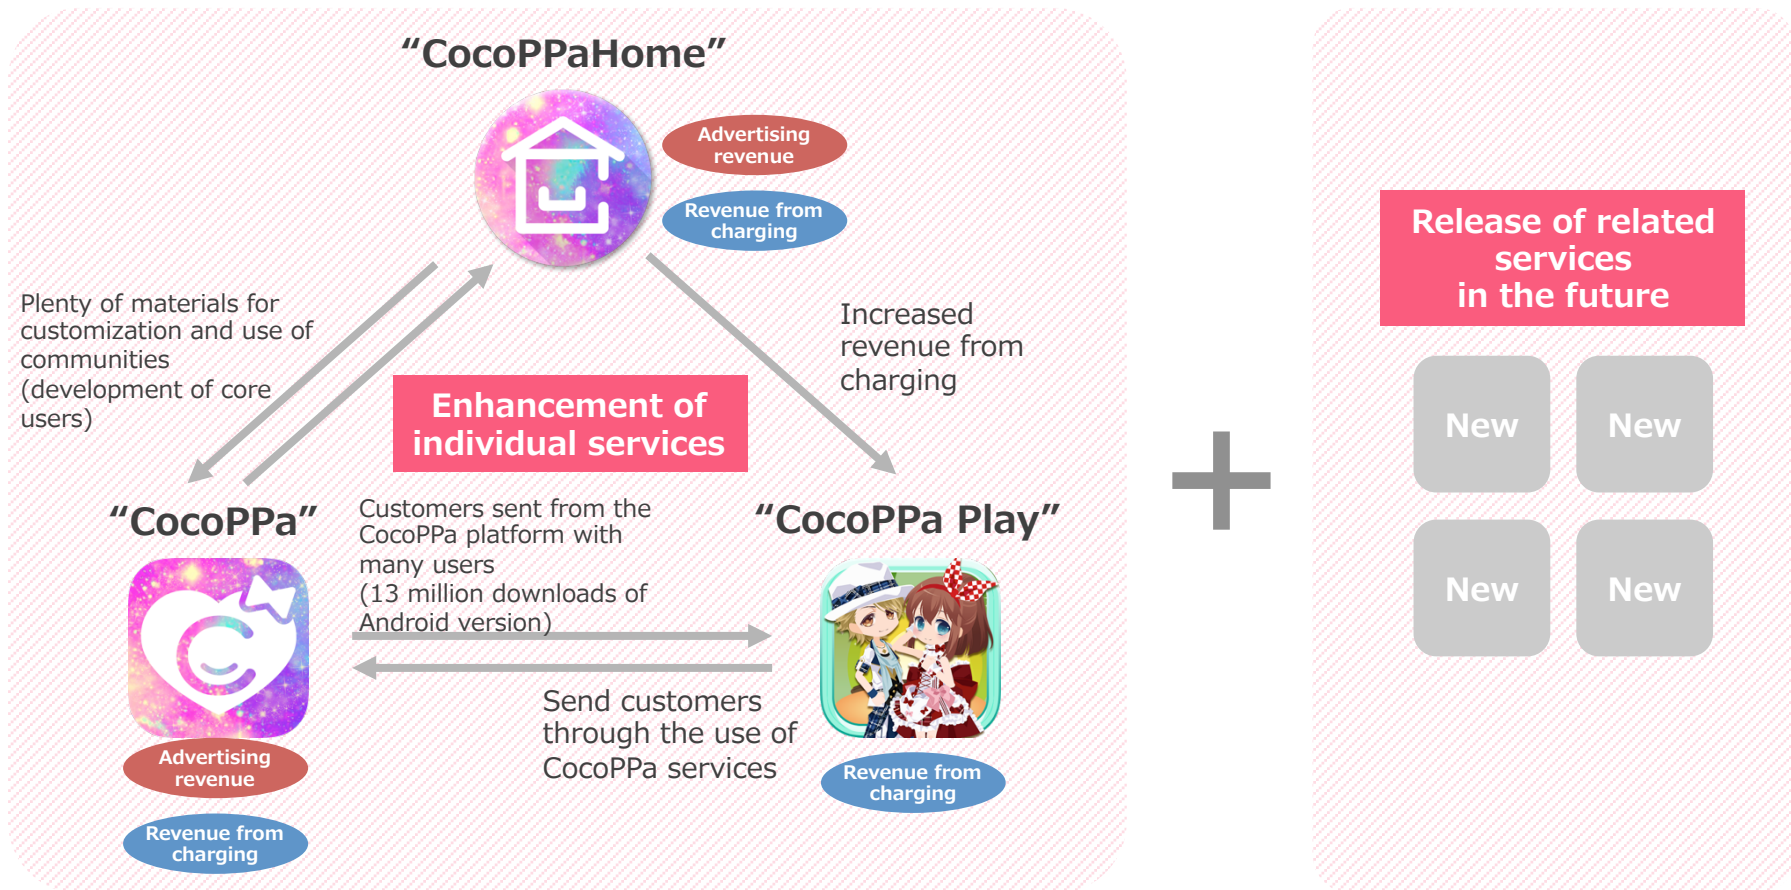 “CocoPPaHome”
Advertising
revenue
Revenue from
charging
Plenty of materials for
customization and use of
communities
(development of core
users)
Increased
revenue from
charging
Enhancement of
individual services
“CocoPPa”
Customers sent from the
CocoPPa platform with
many users
(13 million downloads of
Android version)
“CocoPPa Play”
Send customers
through the use of
CocoPPa services
Advertising
revenue
Revenue from
charging
Revenue from
charging
+
Release of related
services
in the future
New
New
New
New